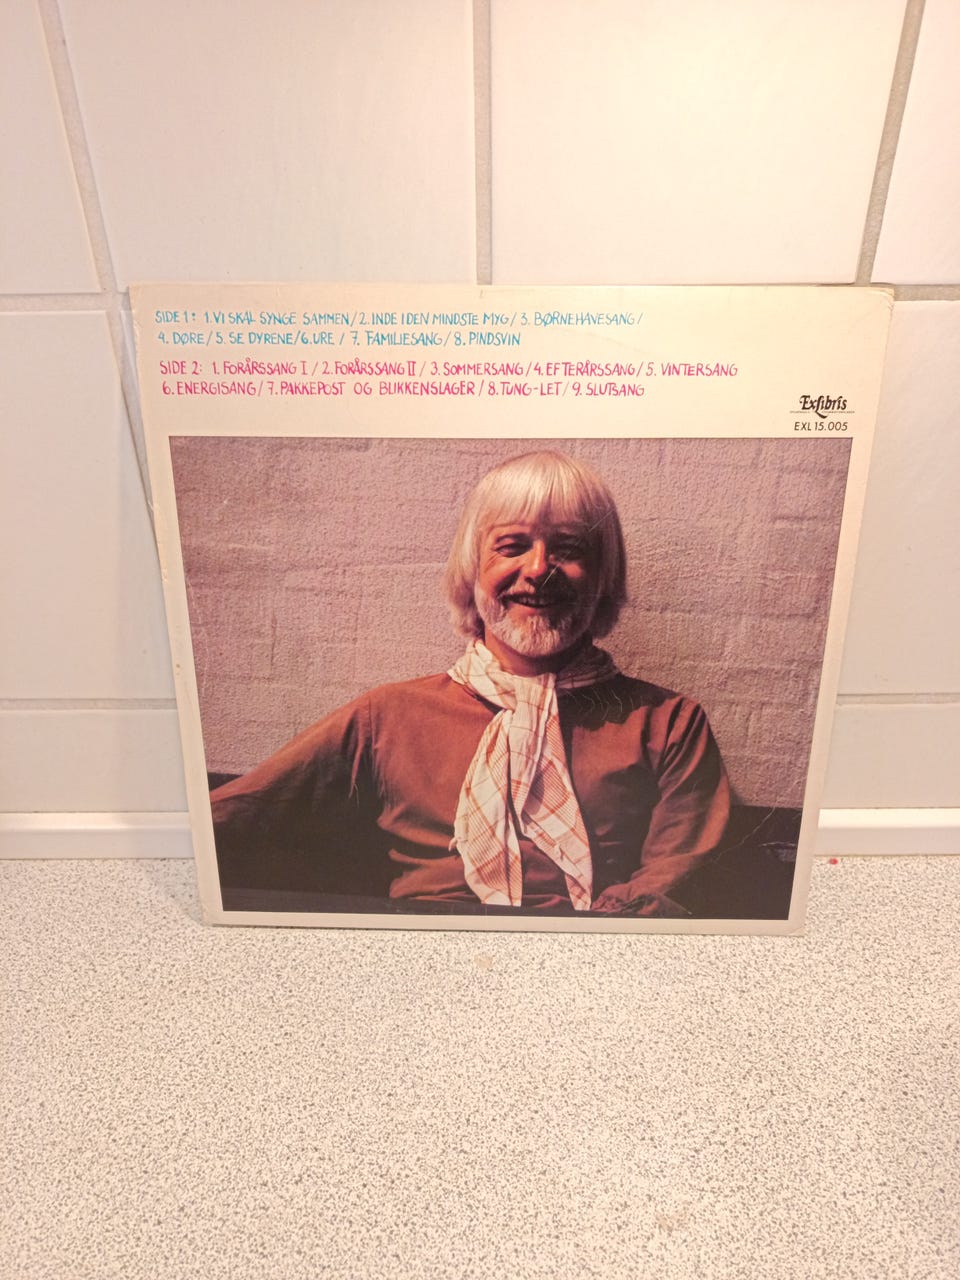 SIDE 1: 1. VI SKAL SYNGE SAMMEN / 2. INDE I DEN MINDSTE MYG / 3. BØRNEHAVESANG /
4. DØRE / 5. SE DYRENE / 6. URE / 7. FAMILIESANG / 8. PINDSVIN
SIDE 2: 1. FORÅRSSANG I / 2. FORÅRSSANG II / 3. SOMMERSANG / 4. EFTERÅRSSANG / 5. VINTERSANG
6. ENERGISANG / 7. PAKKEPOST OG BUKKENSLAGER / 8. TUNG-LET / 9. SLUTSANG
Exlibris
EXL 15.005